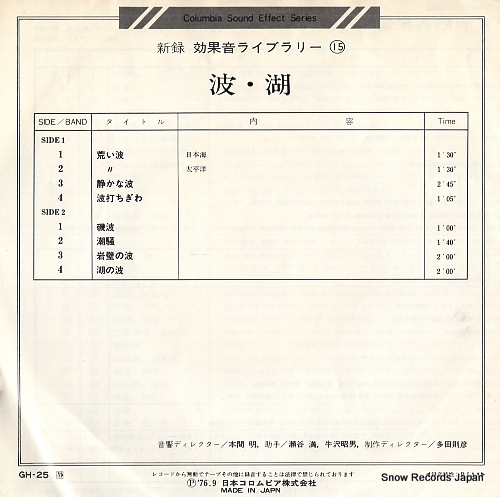 Columbia Sound Effect Series
新録 効果音ライブラリー ⑮
波・湖
SIDE/BAND タイトル 内容 Time
SIDE 1
1 荒い波 日本海 1'30"
2 〃 太平洋 1'30"
3 静かな波 2'45"
4 波打ちぎわ 1'05"
SIDE 2
1 磯波 1'00"
2 潮騒 1'40"
3 岩壁の波 2'00"
4 湖の波 2'00"
音響ディレクター/本間 明, 助手/瀬谷 満, 牛沢昭男, 制作ディレクター/多田則彦
GH-25
レコードから無断でテープその他に録音することは法律で禁じられております
Ⓟ'76.9 日本コロムビア株式会社
MADE IN JAPN
Snow Records Japan